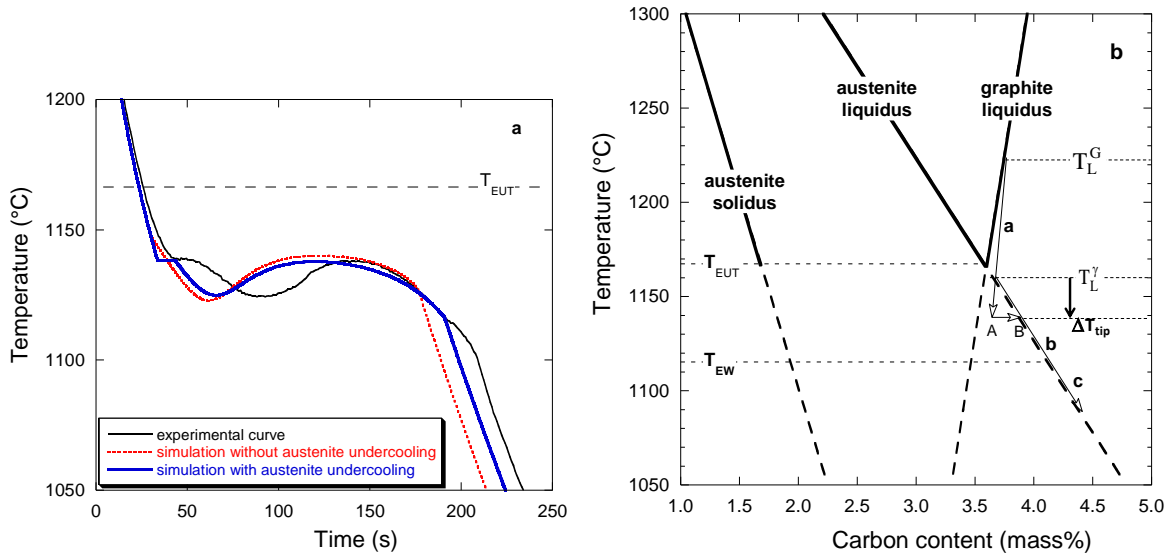 a
1200
1150
1100
1050
T_EUT
Temperature (°C)
experimental curve
simulation without austenite undercooling
simulation with austenite undercooling
0 50 100 150 200 250
Time (s)
b
1300
1250
1200
1150
1100
1050
Temperature (°C)
austenite
liquidus
graphite
liquidus
austenite
solidus
T_L^G
a
T_EUT
T_L^γ
A
B
ΔT_tip
b
T_EW
c
1.0 1.5 2.0 2.5 3.0 3.5 4.0 4.5 5.0
Carbon content (mass%)